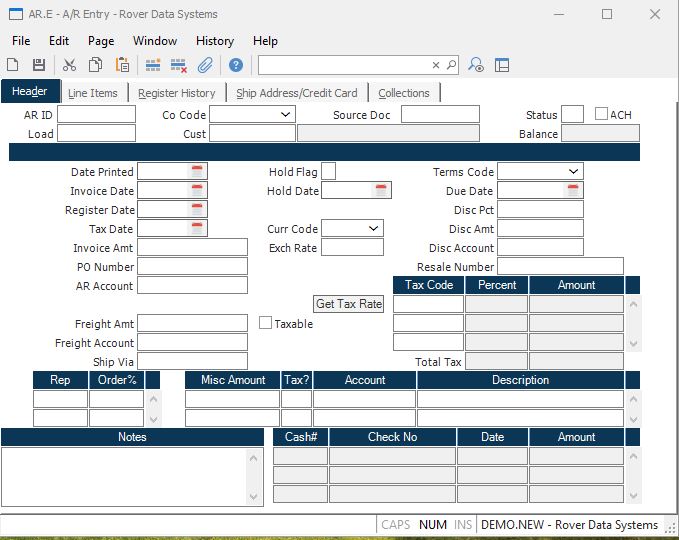 AR.E - A/R Entry - Rover Data Systems
File Edit Page Window History Help
Header Line Items Register History Ship Address/Credit Card Collections
AR ID Co Code Source Doc Status ACH
Load Cust Balance
Date Printed Hold Flag Terms Code
Invoice Date Hold Date Due Date
Register Date Disc Pct
Tax Date Curr Code Disc Amt
Invoice Amt Exch Rate Disc Account
PO Number Resale Number
AR Account Tax Code Percent Amount
Get Tax Rate
Freight Amt Taxable
Freight Account
Ship Via Total Tax
Rep Order% Misc Amount Tax? Account Description
Notes Cash# Check No Date Amount
CAPS NUM INS DEMO.NEW - Rover Data Systems